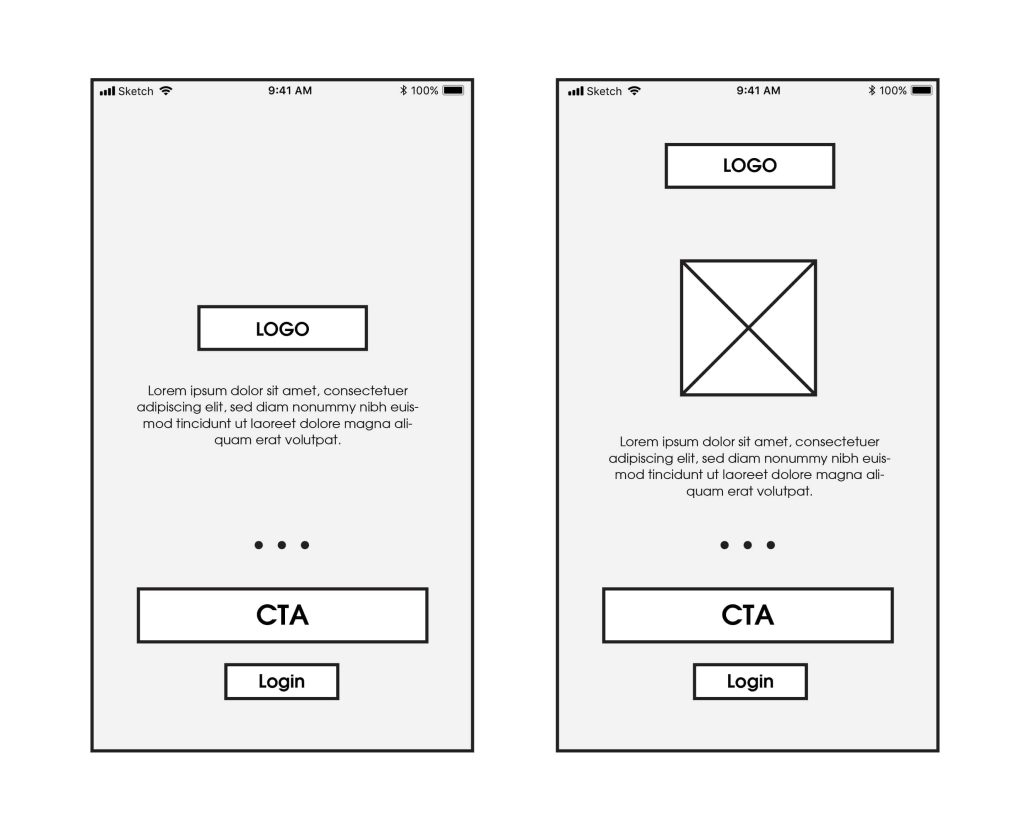 Sketch 9:41 AM 100%
LOGO
Lorem ipsum dolor sit amet, consectetuer
adipiscing elit, sed diam nonummy nibh euis-
mod tincidunt ut laoreet dolore magna ali-
quam erat volutpat.
CTA
Login
Sketch 9:41 AM 100%
LOGO
Lorem ipsum dolor sit amet, consectetuer
adipiscing elit, sed diam nonummy nibh euis-
mod tincidunt ut laoreet dolore magna ali-
quam erat volutpat.
CTA
Login